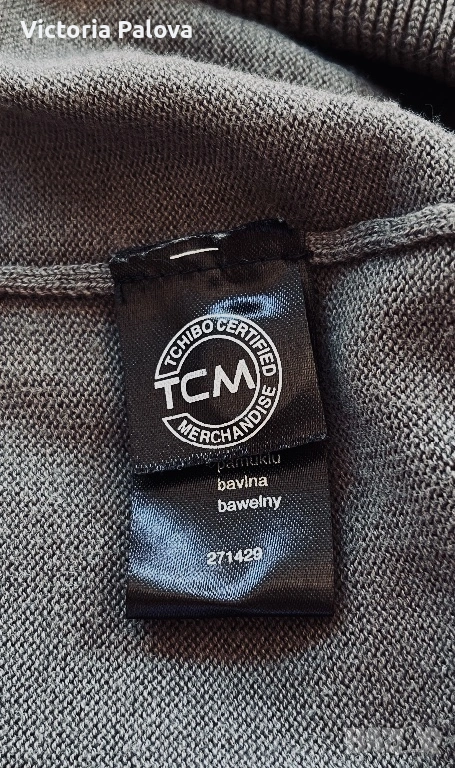 Victoria Palova
TCHIBO CERTIFIED
TCM
MERCHANDISE
pamuklu
bavlna
bawełny
271429